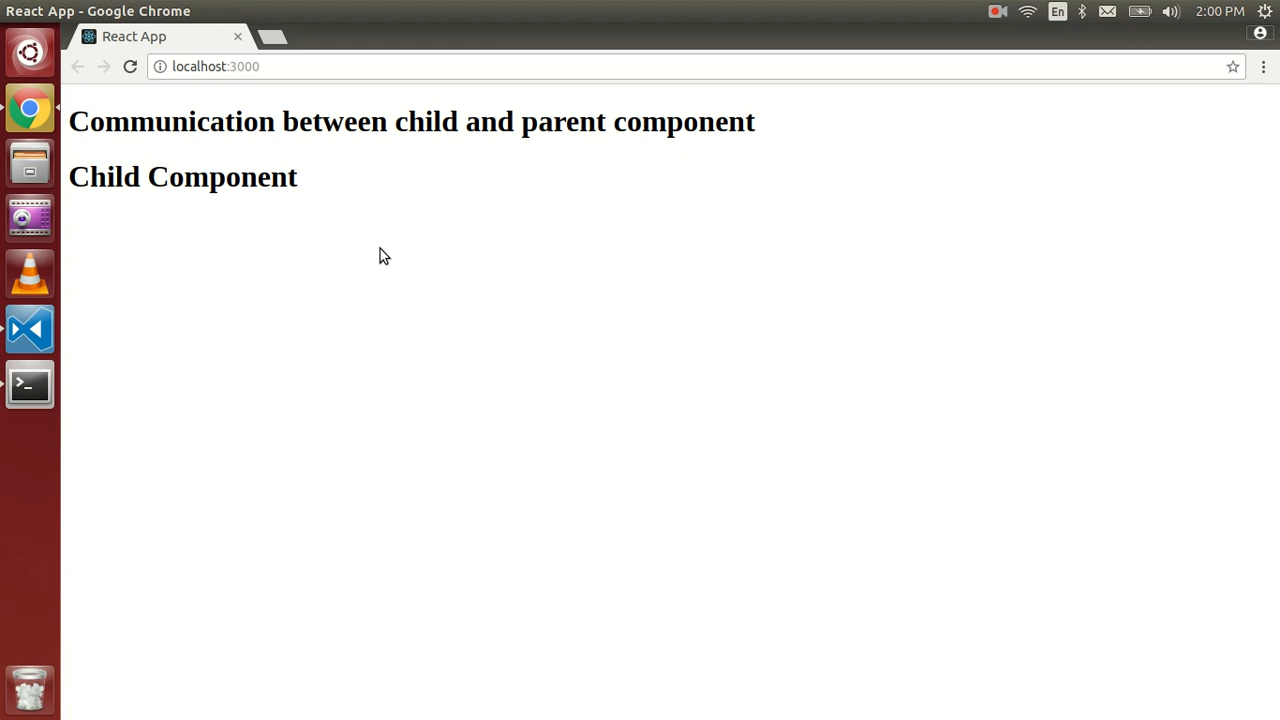 React App - Google Chrome
En
2:00 PM
React App
localhost:3000
Communication between child and parent component
Child Component